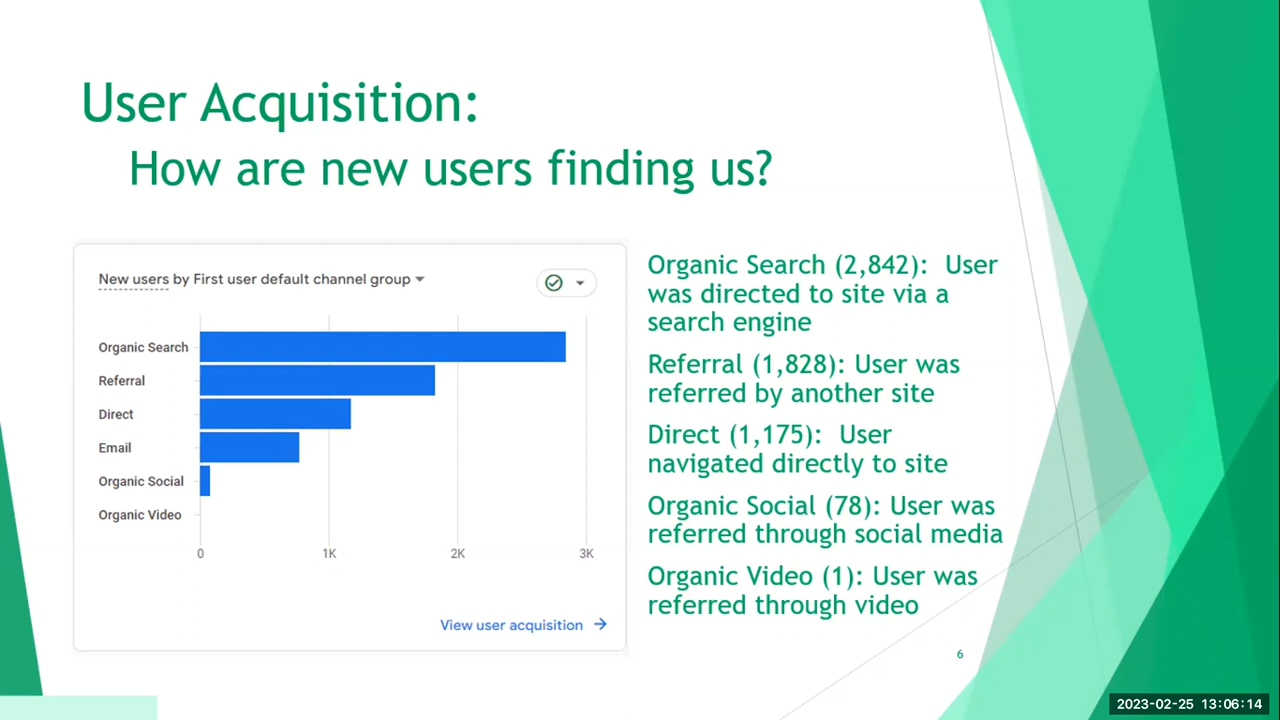 User Acquisition:
How are new users finding us?
New users by First user default channel group
Organic Search
Referral
Direct
Email
Organic Social
Organic Video
0 1K 2K 3K
View user acquisition
Organic Search (2,842): User
was directed to site via a
search engine
Referral (1,828): User was
referred by another site
Direct (1,175): User
navigated directly to site
Organic Social (78): User was
referred through social media
Organic Video (1): User was
referred through video
6
2023-02-25 13:06:14